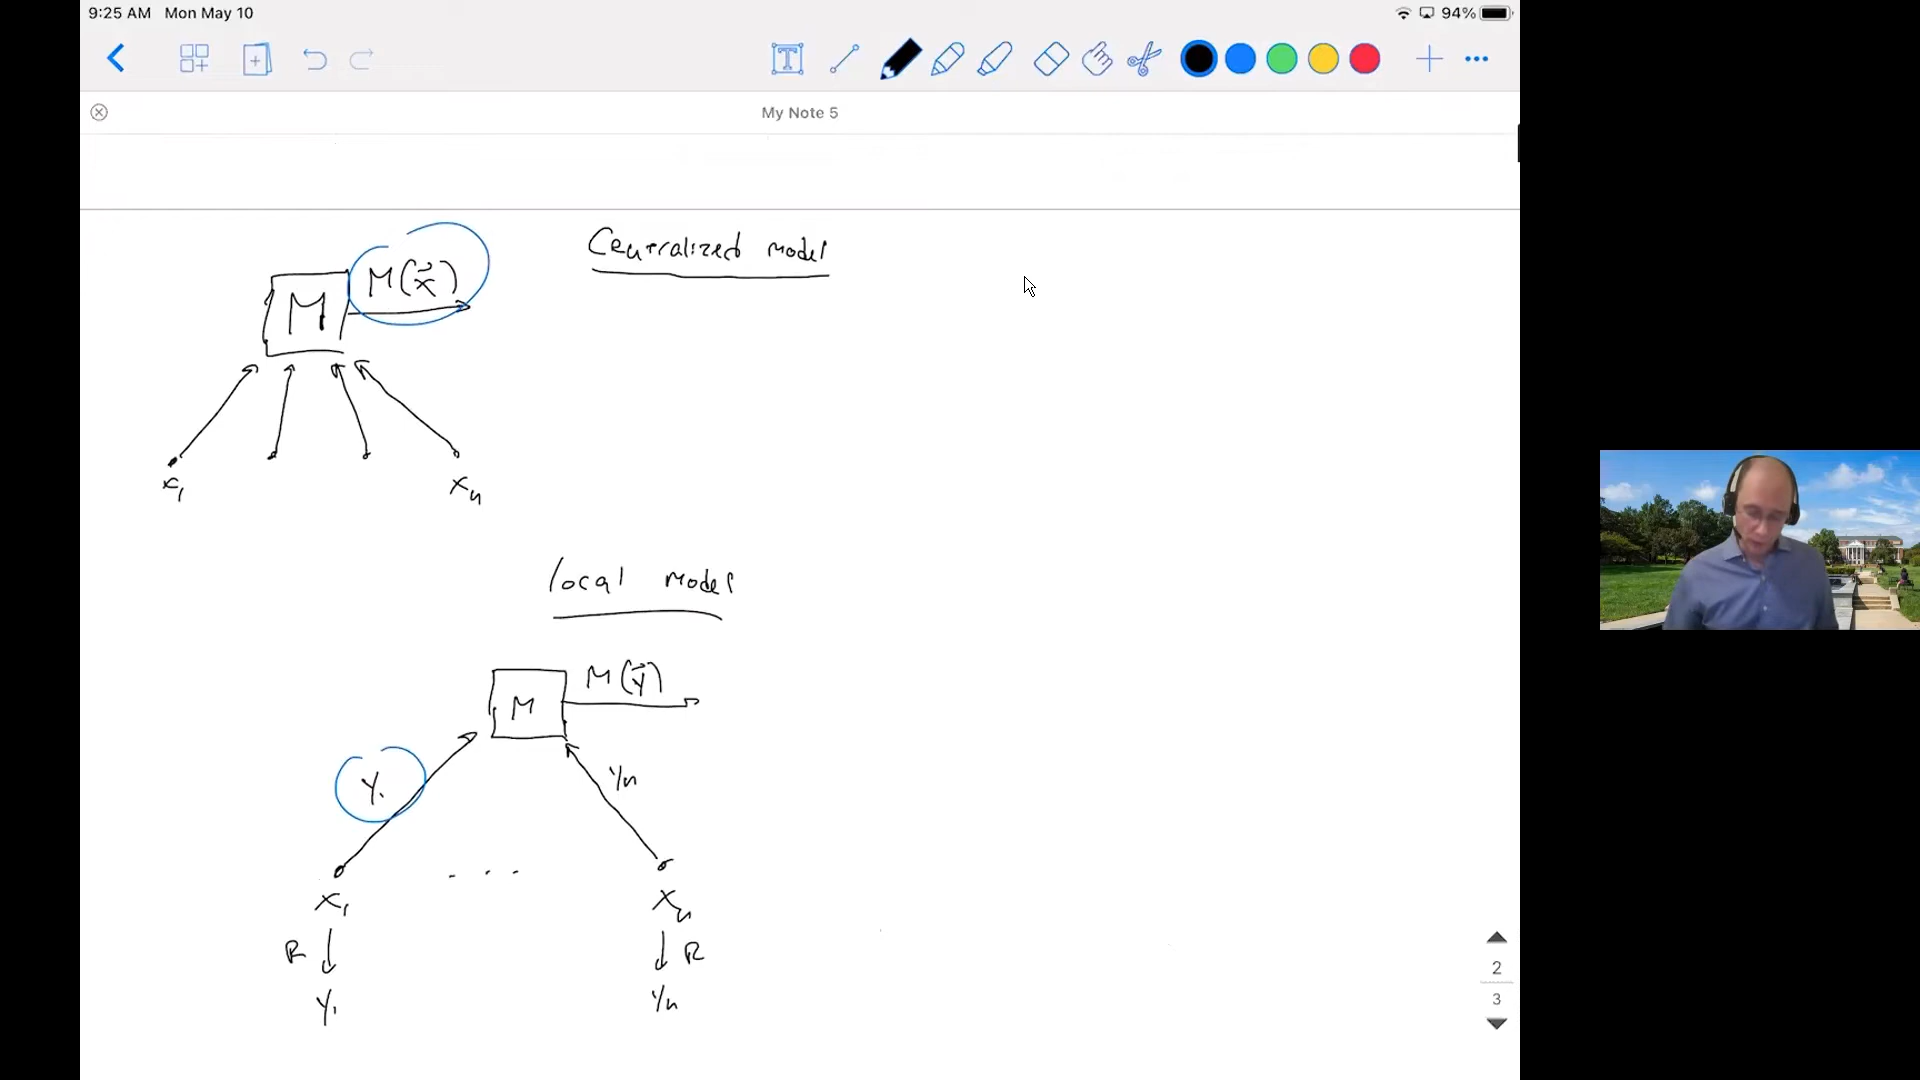 9:25 AM Mon May 10
94%
T
My Note 5
Centralized model
M
M(x⃗)
x₁
xₙ
local model
M
M(y⃗)
y₁
yₙ
. . .
x₁
xₙ
R
R
y₁
yₙ
2
3